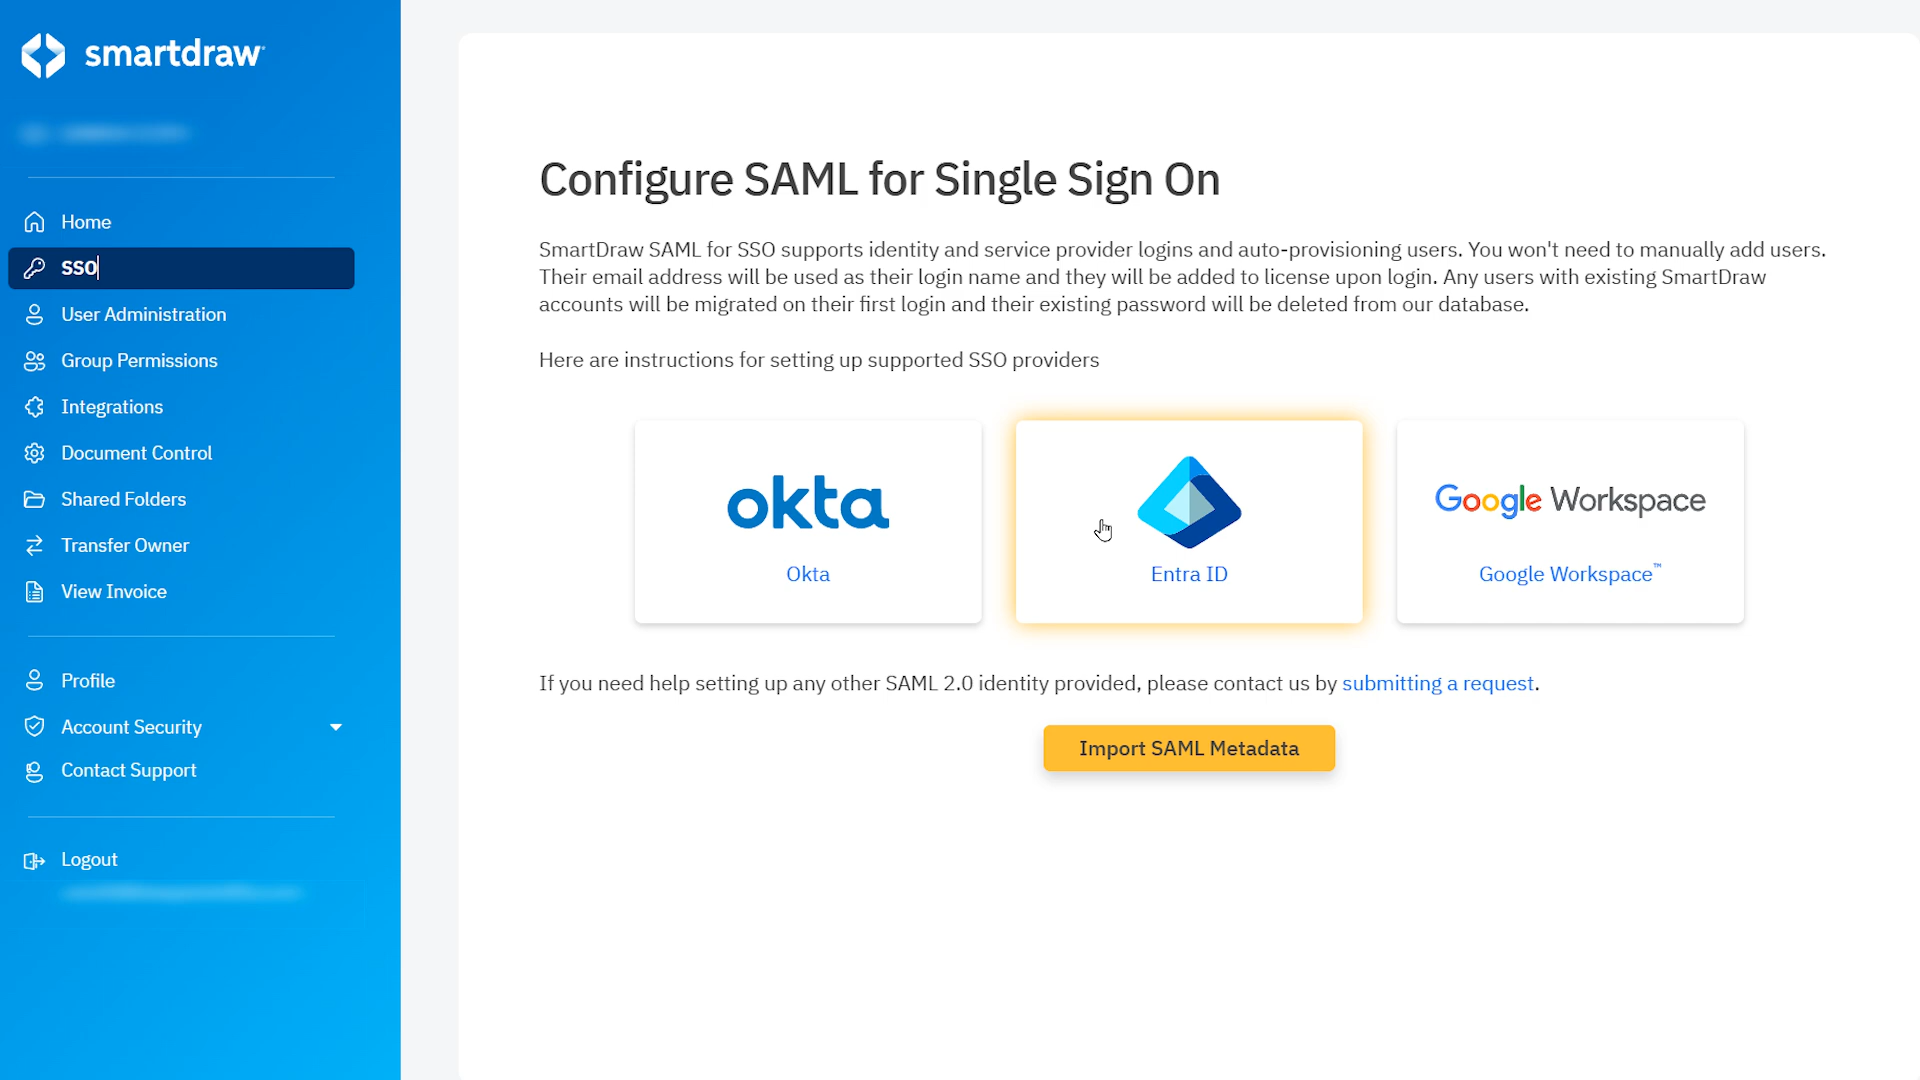 smartdraw
Home
SSO
User Administration
Group Permissions
Integrations
Document Control
Shared Folders
Transfer Owner
View Invoice
Profile
Account Security
Contact Support
Logout
Configure SAML for Single Sign On
SmartDraw SAML for SSO supports identity and service provider logins and auto-provisioning users. You won't need to manually add users.
Their email address will be used as their login name and they will be added to license upon login. Any users with existing SmartDraw
accounts will be migrated on their first login and their existing password will be deleted from our database.
Here are instructions for setting up supported SSO providers
okta
Okta
Entra ID
Google Workspace
Google Workspace™
If you need help setting up any other SAML 2.0 identity provided, please contact us by submitting a request.
Import SAML Metadata